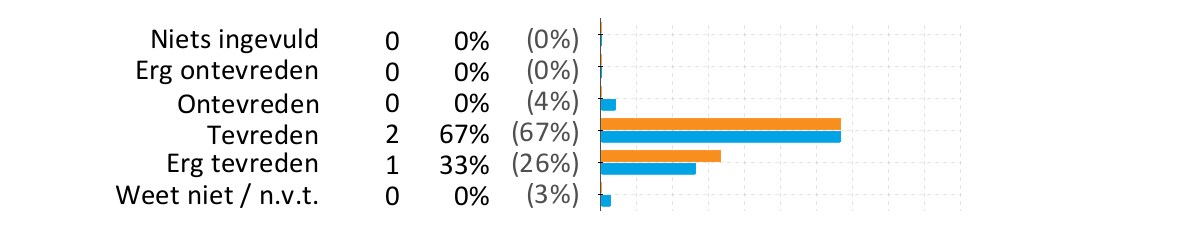 Niets ingevuld 0 0% (0%)
Erg ontevreden 0 0% (0%)
Ontevreden 0 0% (4%)
Tevreden 2 67% (67%)
Erg tevreden 1 33% (26%)
Weet niet / n.v.t. 0 0% (3%)